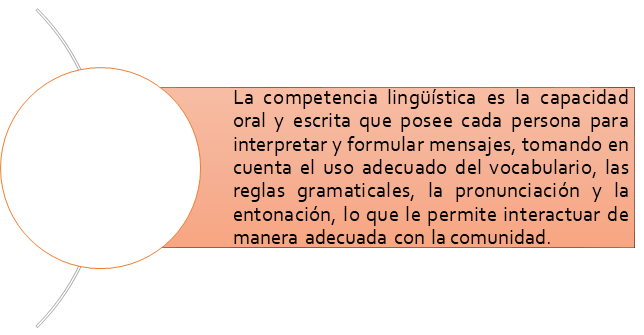 La competencia lingüística es la capacidad
oral y escrita que posee cada persona para
interpretar y formular mensajes, tomando en
cuenta el uso adecuado del vocabulario, las
reglas gramaticales, la pronunciación y la
entonación, lo que le permite interactuar de
manera adecuada con la comunidad.